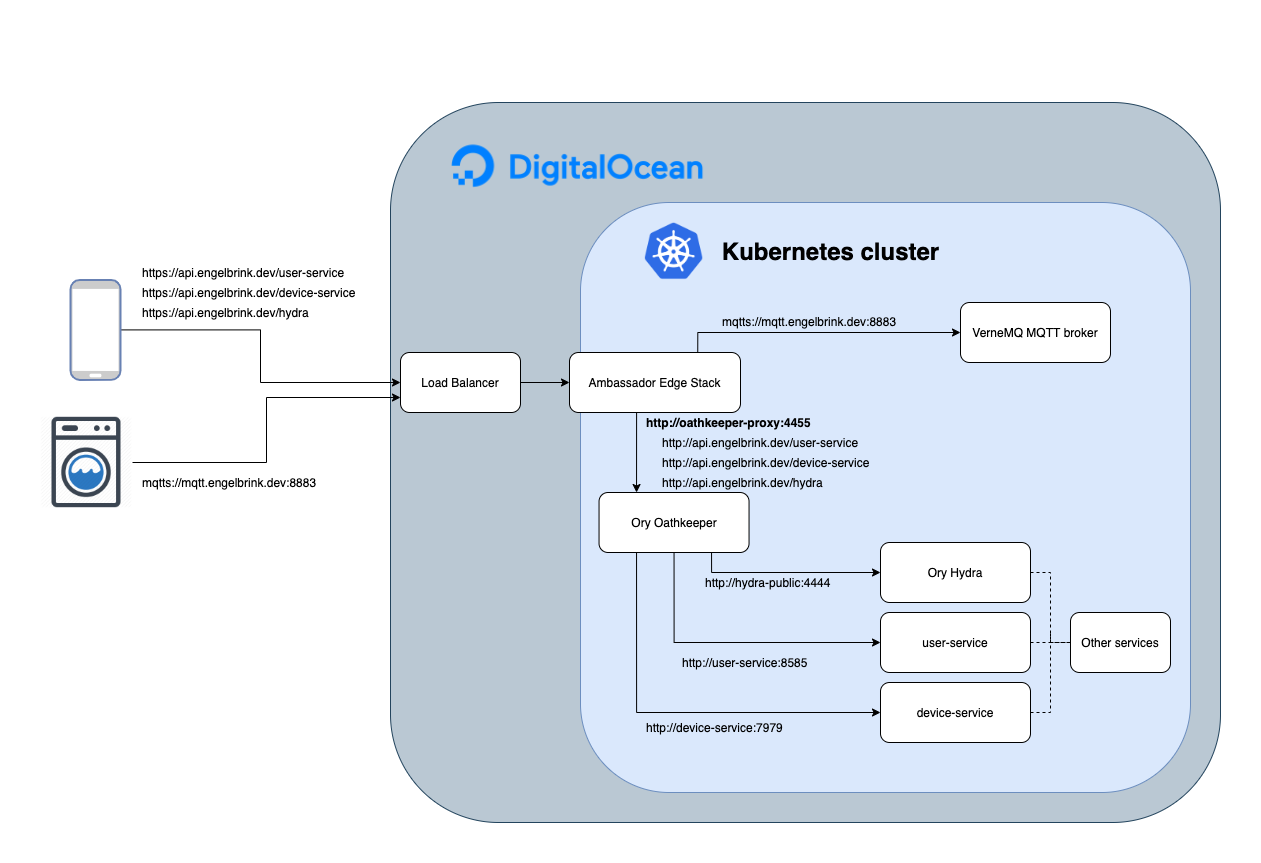 DigitalOcean
Kubernetes cluster
https://api.engelbrink.dev/user-service
https://api.engelbrink.dev/device-service
https://api.engelbrink.dev/hydra
mqtts://mqtt.engelbrink.dev:8883
VerneMQ MQTT broker
Load Balancer
Ambassador Edge Stack
http://oathkeeper-proxy:4455
http://api.engelbrink.dev/user-service
http://api.engelbrink.dev/device-service
http://api.engelbrink.dev/hydra
mqtts://mqtt.engelbrink.dev:8883
Ory Oathkeeper
Ory Hydra
http://hydra-public:4444
user-service
Other services
http://user-service:8585
device-service
http://device-service:7979